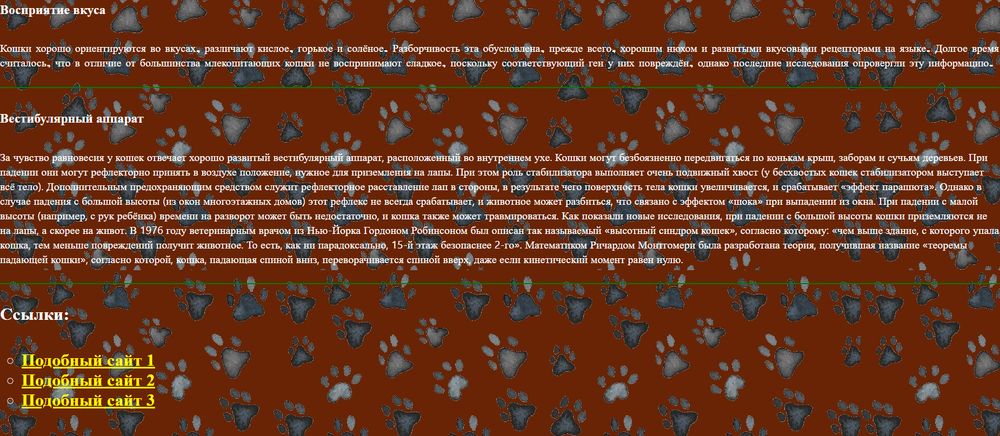 Восприятие вкуса
Кошки хорошо ориентируются во вкусах, различают кислое, горькое и солёное. Разборчивость эта обусловлена, прежде всего, хорошим нюхом и развитыми вкусовыми рецепторами на языке. Долгое время
считалось, что в отличие от большинства млекопитающих кошки не воспринимают сладкое, поскольку соответствующий ген у них повреждён, однако последние исследования опровергли эту информацию.
Вестибулярный аппарат
За чувство равновесия у кошек отвечает хорошо развитый вестибулярный аппарат, расположенный во внутреннем ухе. Кошки могут безбоязненно передвигаться по конькам крыш, заборам и сучьям деревьев. При
падении они могут рефлекторно принять в воздухе положение, нужное для приземления на лапы. При этом роль стабилизатора выполняет очень подвижный хвост (у бесхвостых кошек стабилизатором выступает
всё тело). Дополнительным предохраняющим средством служит рефлекторное расставление лап в стороны, в результате чего поверхность тела кошки увеличивается, и срабатывает «эффект парашюта». Однако в
случае падения с большой высоты (из окон многоэтажных домов) этот рефлекс не всегда срабатывает, и животное может разбиться, что связано с эффектом «шока» при выпадении из окна. При падении с малой
высоты (например, с рук ребёнка) времени на разворот может быть недостаточно, и кошка также может травмироваться. Как показали новые исследования, при падении с большой высоты кошки приземляются не
на лапы, а скорее на живот. В 1976 году ветеринарным врачом из Нью-Йорка Гордоном Робинсоном был описан так называемый «высотный синдром кошек», согласно которому: «чем выше здание, с которого упала
кошка, тем меньше повреждений получит животное. То есть, как ни парадоксально, 15-й этаж безопаснее 2-го». Математиком Ричардом Монтгомери была разработана теория, получившая название «теоремы
падающей кошки», согласно которой, кошка, падающая спиной вниз, переворачивается спиной вверх, даже если кинетический момент равен нулю.
Ссылки:
Подобный сайт 1
Подобный сайт 2
Подобный сайт 3